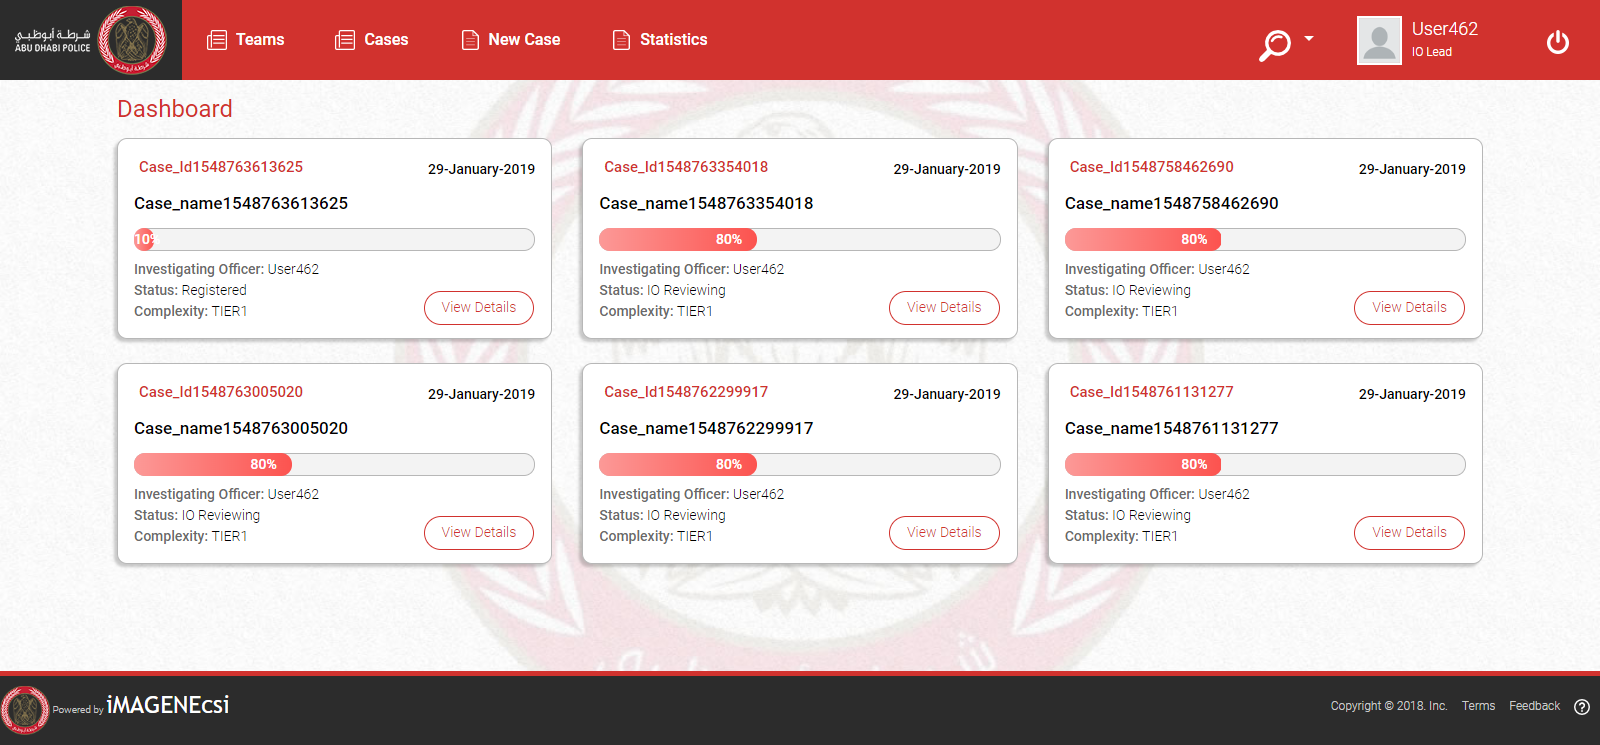 شرطة أبوظبي
ABU DHABI POLICE
Teams
Cases
New Case
Statistics
User462
IO Lead
Dashboard
Case_Id1548763613625
29-January-2019
Case_name1548763613625
10%
Investigating Officer: User462
Status: Registered
Complexity: TIER1
View Details
Case_Id1548763354018
29-January-2019
Case_name1548763354018
80%
Investigating Officer: User462
Status: IO Reviewing
Complexity: TIER1
View Details
Case_Id1548758462690
29-January-2019
Case_name1548758462690
80%
Investigating Officer: User462
Status: IO Reviewing
Complexity: TIER1
View Details
Case_Id1548763005020
29-January-2019
Case_name1548763005020
80%
Investigating Officer: User462
Status: IO Reviewing
Complexity: TIER1
View Details
Case_Id1548762299917
29-January-2019
Case_name1548762299917
80%
Investigating Officer: User462
Status: IO Reviewing
Complexity: TIER1
View Details
Case_Id1548761131277
29-January-2019
Case_name1548761131277
80%
Investigating Officer: User462
Status: IO Reviewing
Complexity: TIER1
View Details
Powered by iMAGENEcsi
Copyright © 2018. Inc.
Terms
Feedback
?